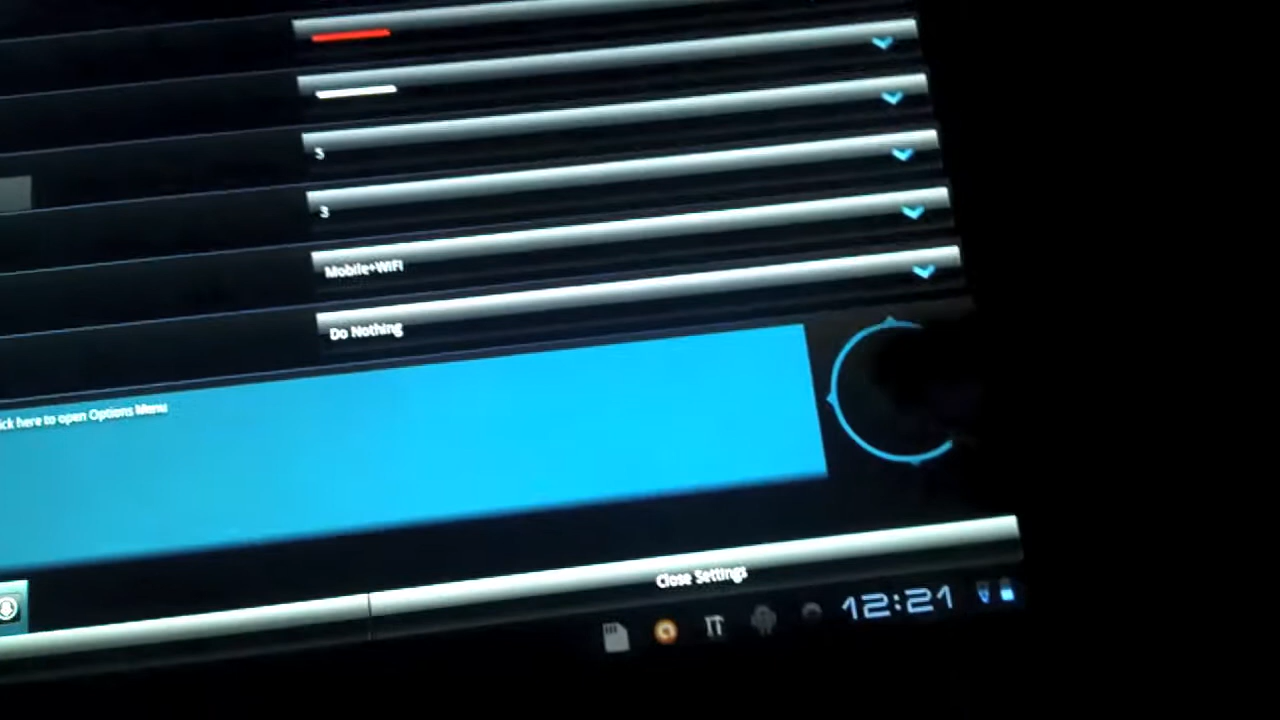 5
3
Mobile+WIFI
Do Nothing
ick here to open Options Menu
Close Settings
12:21